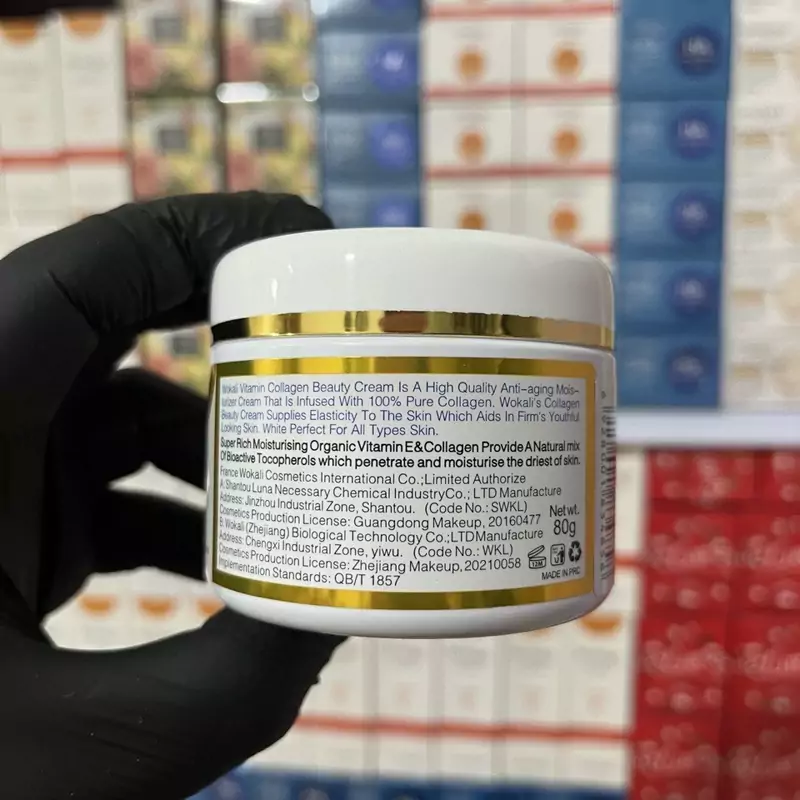 Wokali Vitamin Collagen Beauty Cream Is A High Quality Anti-aging Mois-
turizer Cream That Is Infused With 100% Pure Collagen. Wokali's Collagen
Beauty Cream Supplies Elasticity To The Skin Which Aids In Firm's Youthful
Looking Skin. White Perfect For All Types Skin.
Super Rich Moisturising Organic Vitamin E&Collagen Provide A Natural mix
Of Bioactive Tocopherols which penetrate and moisturise the driest of skin.
France Wokali Cosmetics International Co.;Limited Authorize
A: Shantou Luna Necessary Chemical IndustryCo.; LTD Manufacture
Address: Jinzhou Industrial Zone, Shantou. (Code No.: SWKL)
Cosmetics Production License: Guangdong Makeup, 20160477
B: Wokali (Zhejiang) Biological Technology Co.;LTDManufacture
Address: Chengxi Industrial Zone, yiwu. (Code No.: WKL)
Cosmetics Production License: Zhejiang Makeup, 20210058
Implementation Standards: QB/T 1857
Net wt.
80g
12M
MADE IN PRC